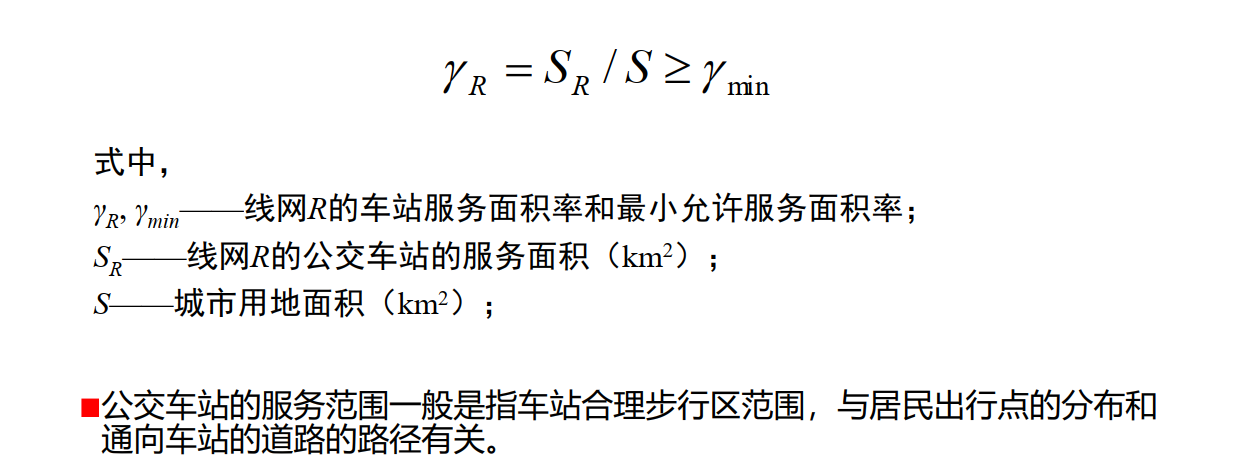 γR = SR / S ≥ γmin
式中，
γR, γmin——线网R的车站服务面积率和最小允许服务面积率；
SR——线网R的公交车站的服务面积（km²）；
S——城市用地面积（km²）；
■公交车站的服务范围一般是指车站合理步行区范围，与居民出行点的分布和
通向车站的道路的路径有关。